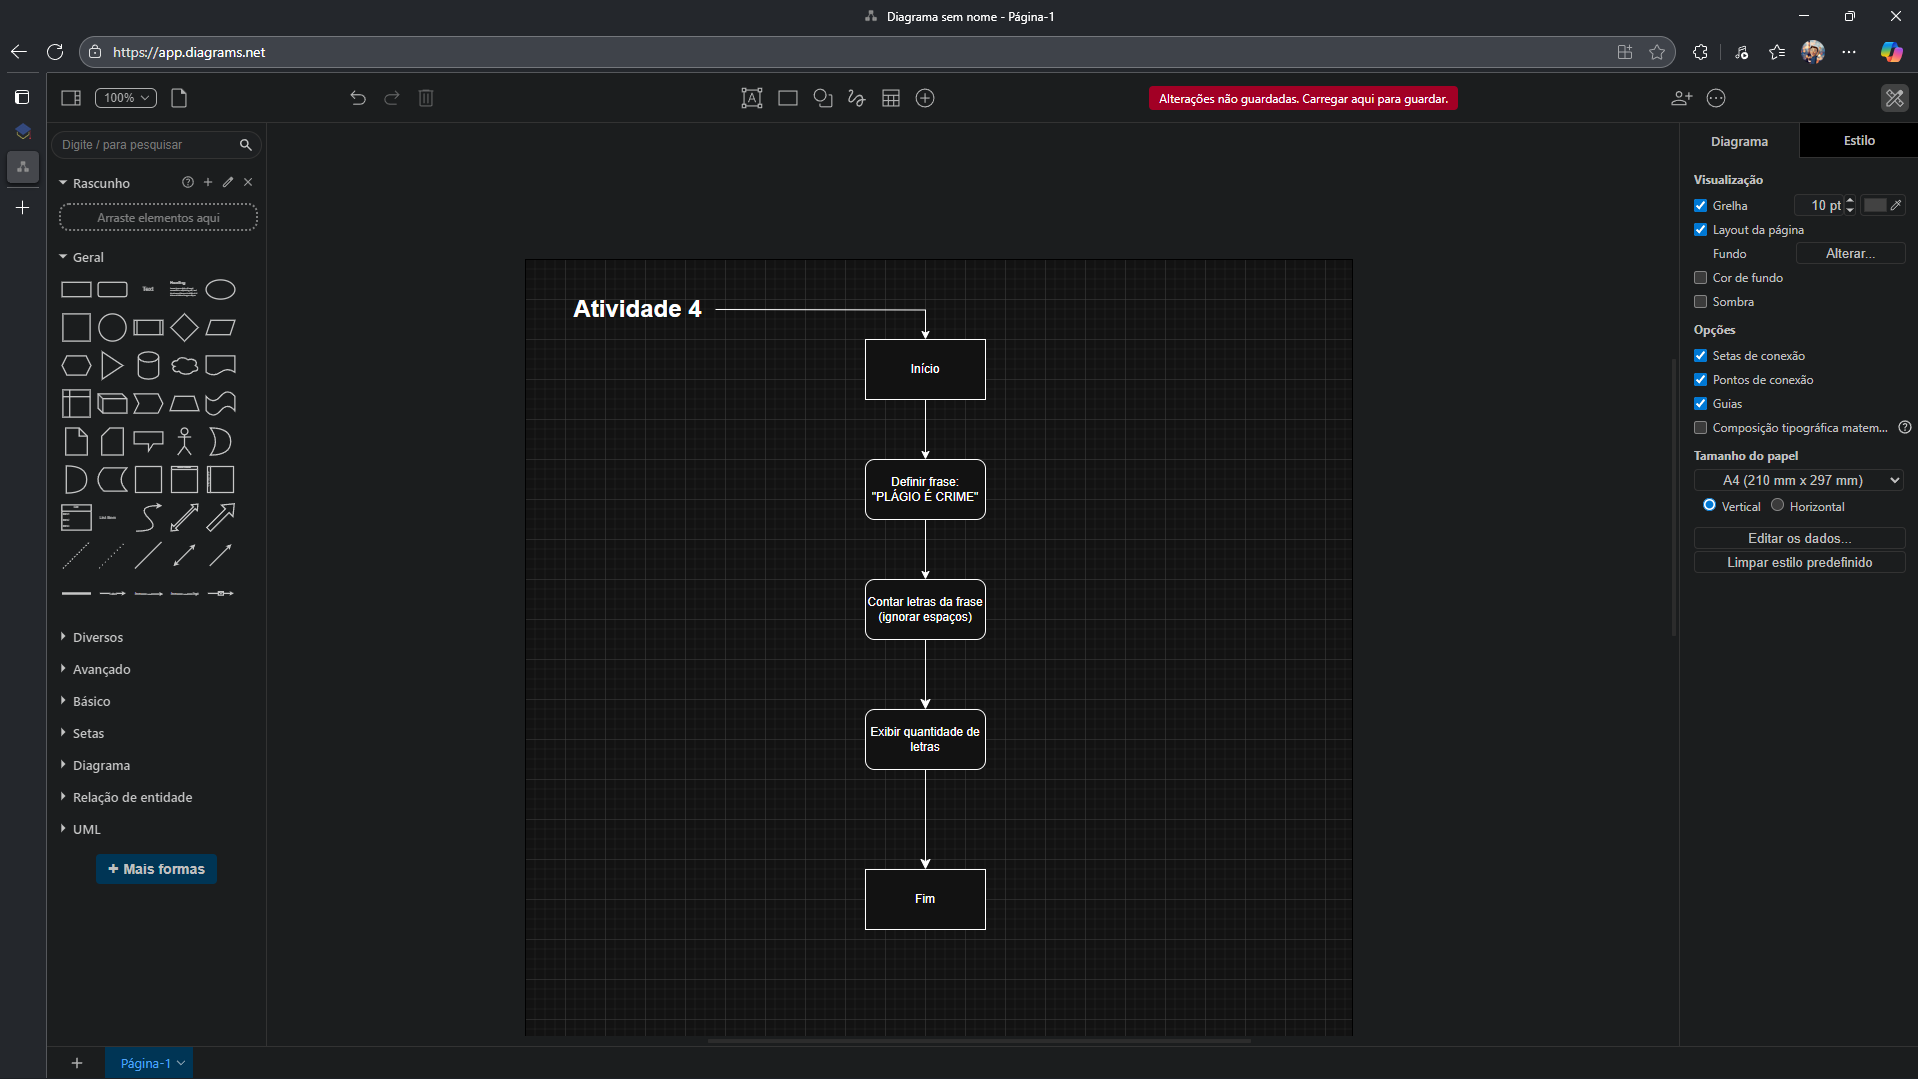 Diagrama sem nome - Página-1
https://app.diagrams.net
100%
Alterações não guardadas. Carregar aqui para guardar.
Digite / para pesquisar
Rascunho
Arraste elementos aqui
Geral
Text
Heading
List Item
Diversos
Avançado
Básico
Setas
Diagrama
Relação de entidade
UML
+ Mais formas
Atividade 4
Início
Definir frase:
"PLÁGIO É CRIME"
Contar letras da frase
(ignorar espaços)
Exibir quantidade de
letras
Fim
Diagrama
Estilo
Visualização
Grelha
10 pt
Layout da página
Fundo
Alterar...
Cor de fundo
Sombra
Opções
Setas de conexão
Pontos de conexão
Guias
Composição tipográfica matem...
Tamanho do papel
A4 (210 mm x 297 mm)
Vertical
Horizontal
Editar os dados...
Limpar estilo predefinido
Página-1